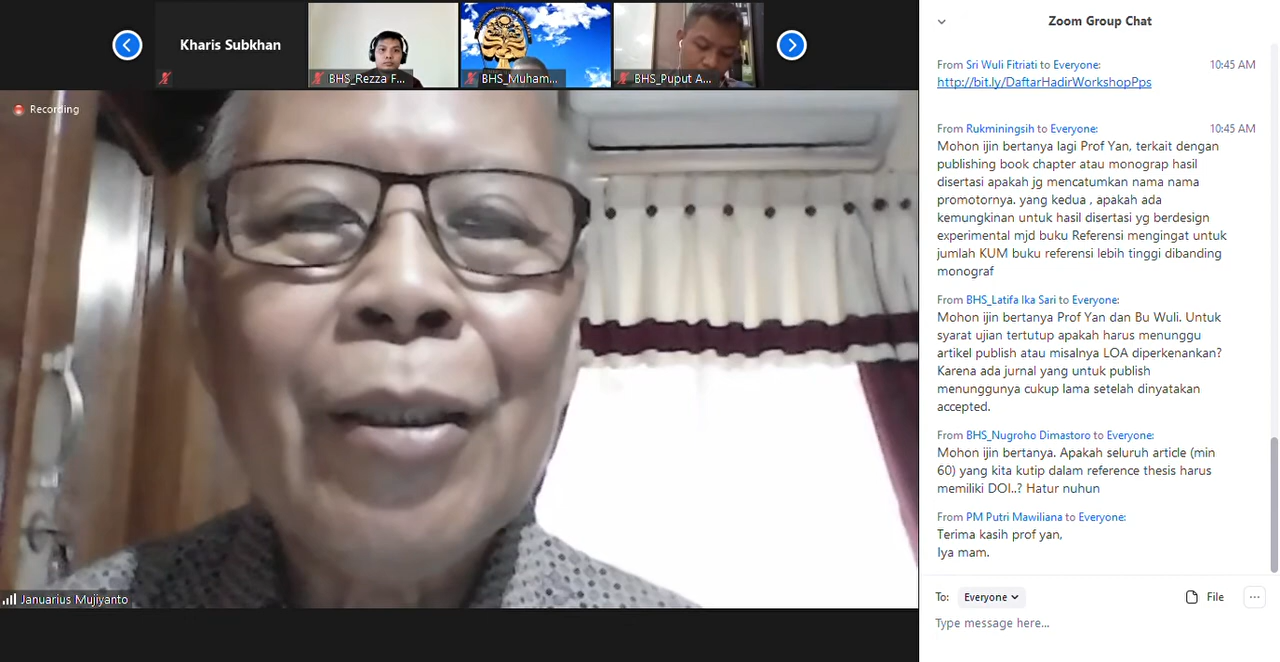 Kharis Subkhan
BHS_Rezza F...
BHS_Muham...
BHS_Puput A...
Recording
Januarius Mujiyanto
Zoom Group Chat
From Sri Wuli Fitriati to Everyone: 10:45 AM
http://bit.ly/DaftarHadirWorkshopPps
From Rukminingsih to Everyone: 10:45 AM
Mohon ijin bertanya lagi Prof Yan, terkait dengan
publishing book chapter atau monograp hasil
disertasi apakah jg mencatumkan nama nama
promotornya. yang kedua , apakah ada
kemungkinan untuk hasil disertasi yg berdesign
experimental mjd buku Referensi mengingat untuk
jumlah KUM buku referensi lebih tinggi dibanding
monograf
From BHS_Latifa Ika Sari to Everyone:
Mohon ijin bertanya Prof Yan dan Bu Wuli. Untuk
syarat ujian tertutup apakah harus menunggu
artikel publish atau misalnya LOA diperkenankan?
Karena ada jurnal yang untuk publish
menunggunya cukup lama setelah dinyatakan
accepted.
From BHS_Nugroho Dimastoro to Everyone:
Mohon ijin bertanya. Apakah seluruh article (min
60) yang kita kutip dalam reference thesis harus
memiliki DOI..? Hatur nuhun
From PM Putri Mawiliana to Everyone:
Terima kasih prof yan,
Iya mam.
To: Everyone File ...
Type message here...